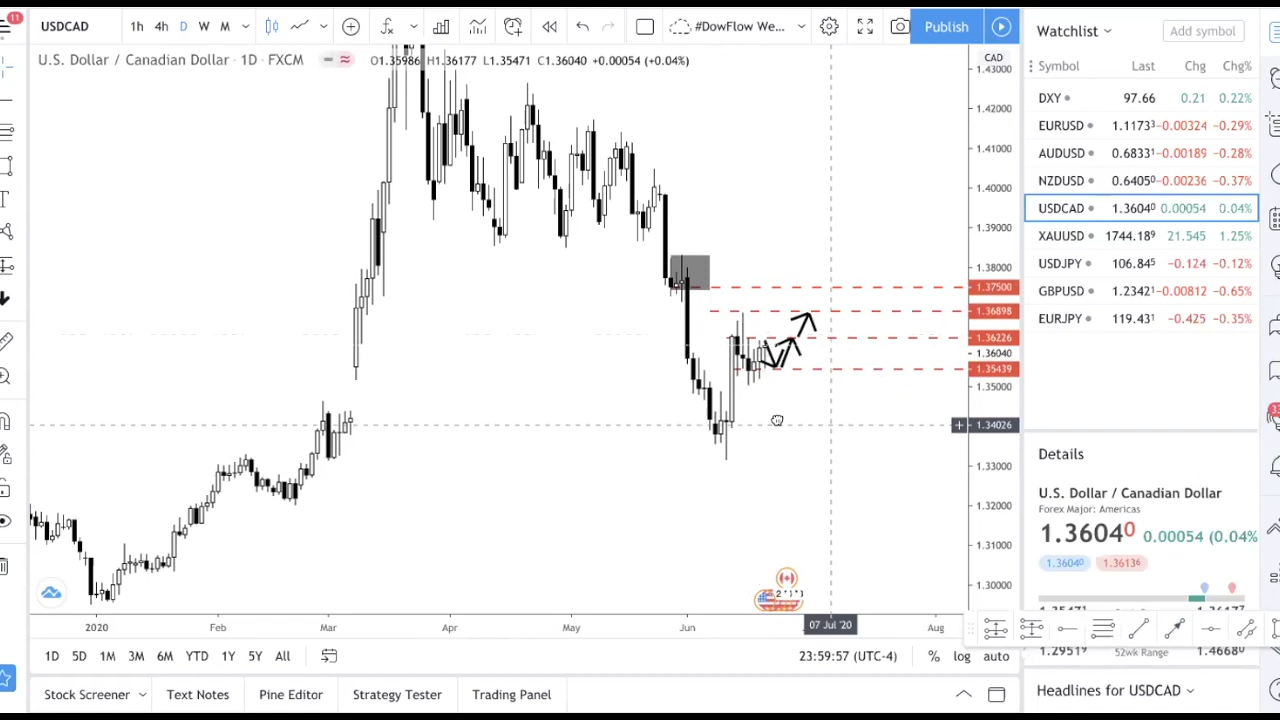 11
USDCAD
1h 4h D W M
#DowFlow We...
Publish
U.S. Dollar / Canadian Dollar · 1D · FXCM
O1.35986 H1.36177 L1.35471 C1.36040 +0.00054 (+0.04%)
CAD
1.43000
1.42000
1.41000
1.40000
1.39000
1.38000
1.37500
1.36898
1.36226
1.36040
1.35439
1.35000
1.34026
1.33000
1.32000
1.31000
1.30000
2020 Feb Mar Apr May Jun 07 Jul '20 Aug
1D 5D 1M 3M 6M YTD 1Y 5Y All
23:59:57 (UTC-4) % log auto
Stock Screener Text Notes Pine Editor Strategy Tester Trading Panel
Watchlist Add symbol
Symbol Last Chg Chg%
DXY 97.66 0.21 0.22%
EURUSD 1.1173³ −0.00324 −0.29%
AUDUSD 0.6833¹ −0.00189 −0.28%
NZDUSD 0.6405⁰ −0.00236 −0.37%
USDCAD 1.3604⁰ 0.00054 0.04%
XAUUSD 1744.18⁹ 21.545 1.25%
USDJPY 106.84⁵ −0.124 −0.12%
GBPUSD 1.2342¹ −0.00812 −0.65%
EURJPY 119.43¹ −0.425 −0.35%
Details
U.S. Dollar / Canadian Dollar
Forex Major: Americas
1.3604⁰ 0.00054 (0.04%
1.3604⁰ 1.3613⁶
1.2951⁹ 52wk Range 1.4668⁰
Headlines for USDCAD